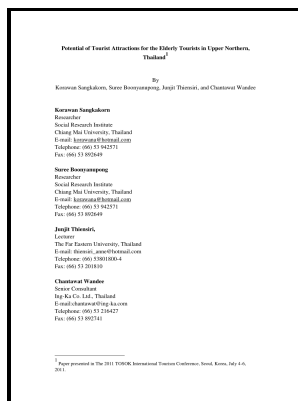 Potential of Tourist Attractions for the Elderly Tourists in Upper Northern,
Thailand1
By
Korawan Sangkakorn, Suree Boonyanupong, Junjit Thiensiri, and Chantawat Wandee
Korawan Sangkakorn
Researcher
Social Research Institute
Chiang Mai University, Thailand
E-mail: korawana@hotmail.com
Telephone: (66) 53 942571
Fax: (66) 53 892649
Suree Boonyanupong
Researcher
Social Research Institute
Chiang Mai University, Thailand
E-mail: korawana@hotmail.com
Telephone: (66) 53 942571
Fax: (66) 53 892649
Junjit Thiensiri,
Lecturer
The Far Eastern University, Thailand
E-mail: thiensiri_anne@hotmail.com
Telephone: (66) 53801800-4
Fax: (66) 53 201810
Chantawat Wandee
Senior Consultant
Ing-Ka Co. Ltd., Thailand
E-mail:chantawat@ing-ka.com
Telephone: (66) 53 216427
Fax: (66) 53 892741
1 Paper presented in The 2011 TOSOK International Tourism Conference, Seoul, Korea, July 4-6,
2011.